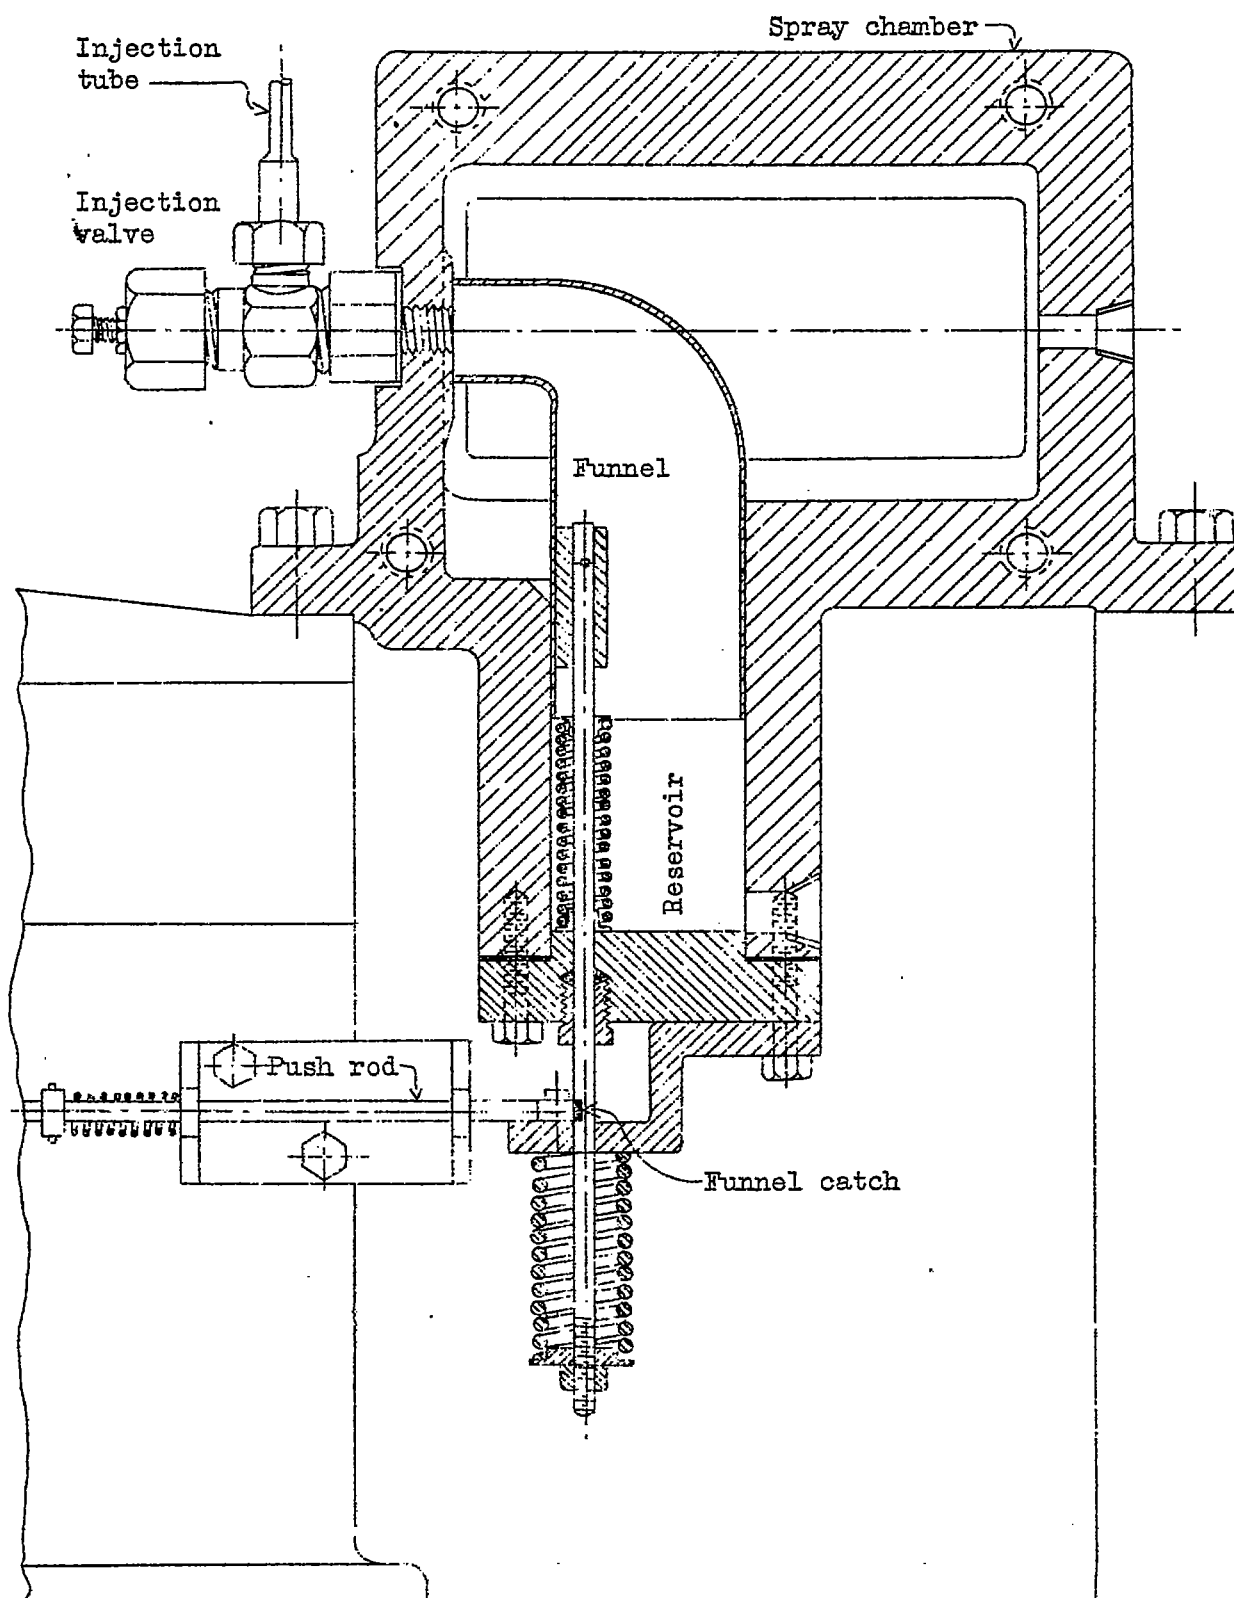 Spray chamber
Injection
tube
Injection
valve
Funnel
Reservoir
Push rod
Funnel catch